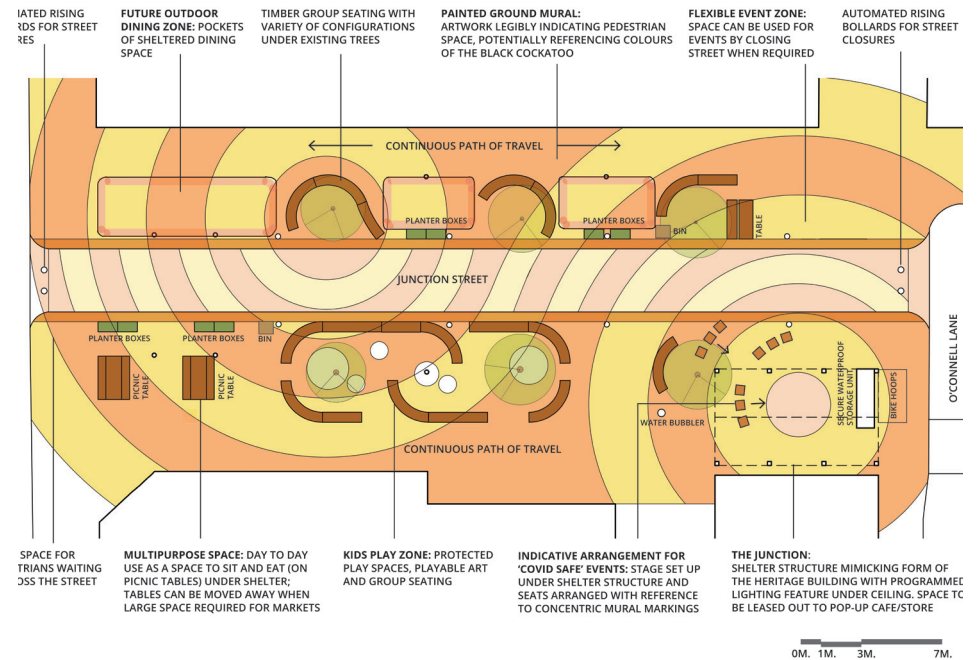 FUTURE OUTDOOR
DINING ZONE: POCKETS
OF SHELTERED DINING
SPACE
TIMBER GROUP SEATING WITH
VARIETY OF CONFIGURATIONS
UNDER EXISTING TREES
PAINTED GROUND MURAL:
ARTWORK LEGIBLY INDICATING PEDESTRIAN
SPACE, POTENTIALLY REFERENCING COLOURS
OF THE BLACK COCKATOO
FLEXIBLE EVENT ZONE:
SPACE CAN BE USED FOR
EVENTS BY CLOSING
STREET WHEN REQUIRED
AUTOMATED RISING
BOLLARDS FOR STREET
CLOSURES
RISING
FOR STREET
CONTINUOUS PATH OF TRAVEL
PLANTER BOXES
PLANTER BOXES
BIN
TABLE
JUNCTION STREET
PLANTER BOXES
PLANTER BOXES
BIN
PICNIC
TABLE
PICNIC
TABLE
WATER BUBBLER
SECURE WATERPROOF
STORAGE UNIT
BIKE HOOPS
O'CONNELL LANE
CONTINUOUS PATH OF TRAVEL
SPACE FOR
WAITING
THE STREET
MULTIPURPOSE SPACE: DAY TO DAY
USE AS A SPACE TO SIT AND EAT (ON
PICNIC TABLES) UNDER SHELTER;
TABLES CAN BE MOVED AWAY WHEN
LARGE SPACE REQUIRED FOR MARKETS
KIDS PLAY ZONE: PROTECTED
PLAY SPACES, PLAYABLE ART
AND GROUP SEATING
INDICATIVE ARRANGEMENT FOR
'COVID SAFE' EVENTS: STAGE SET UP
UNDER SHELTER STRUCTURE AND
SEATS ARRANGED WITH REFERENCE
TO CONCENTRIC MURAL MARKINGS
THE JUNCTION:
SHELTER STRUCTURE MIMICKING FORM OF
THE HERITAGE BUILDING WITH PROGRAMMED
LIGHTING FEATURE UNDER CEILING. SPACE TO
BE LEASED OUT TO POP-UP CAFE/STORE
0M. 1M. 3M. 7M.